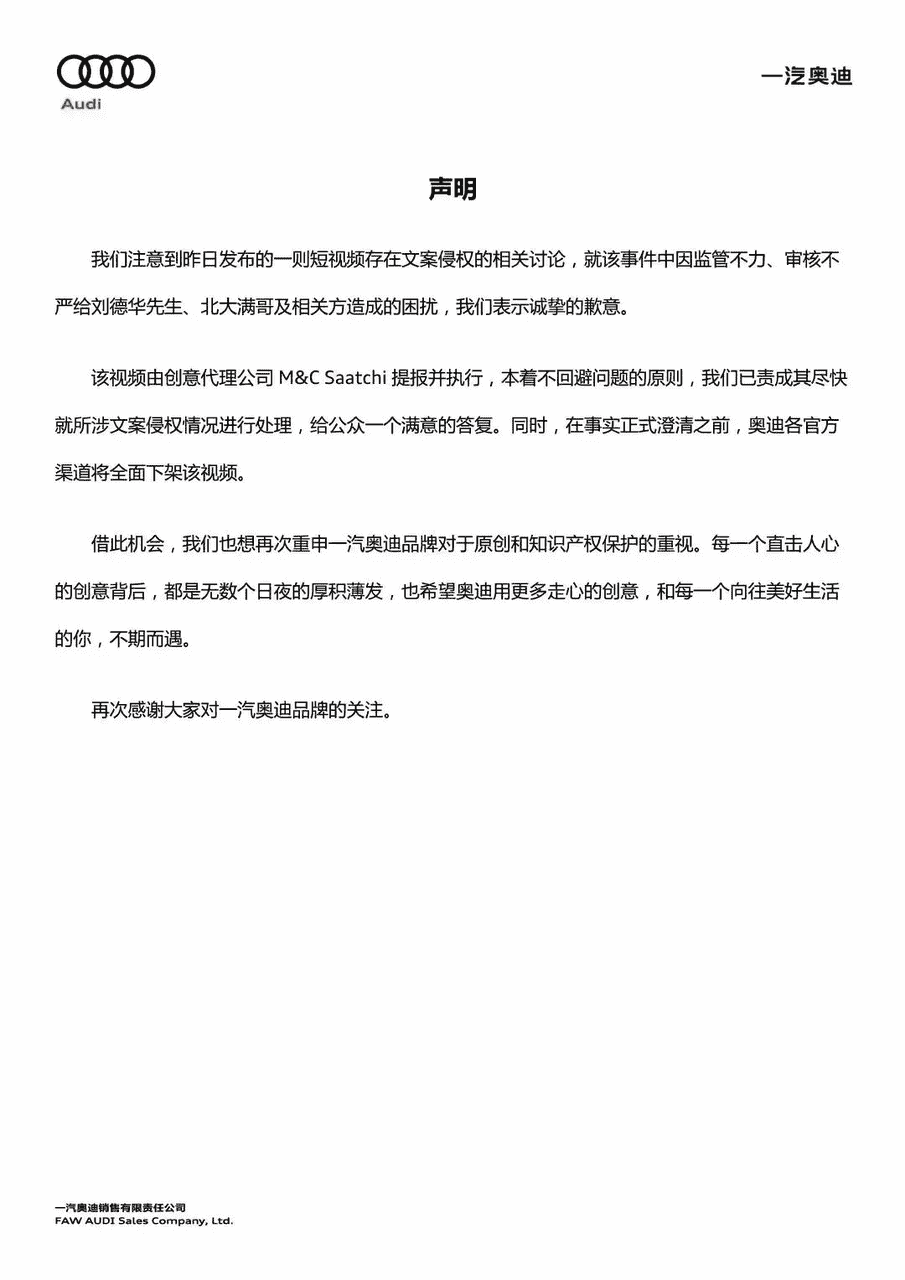 Audi
一汽奥迪
声明
我们注意到昨日发布的一则短视频存在文案侵权的相关讨论，就该事件中因监管不力、审核不
严给刘德华先生、北大满哥及相关方造成的困扰，我们表示诚挚的歉意。
该视频由创意代理公司 M&C Saatchi 提报并执行，本着不回避问题的原则，我们已责成其尽快
就所涉文案侵权情况进行处理，给公众一个满意的答复。同时，在事实正式澄清之前，奥迪各官方
渠道将全面下架该视频。
借此机会，我们也想再次重申一汽奥迪品牌对于原创和知识产权保护的重视。每一个直击人心
的创意背后，都是无数个日夜的厚积薄发，也希望奥迪用更多走心的创意，和每一个向往美好生活
的你，不期而遇。
再次感谢大家对一汽奥迪品牌的关注。
一汽奥迪销售有限责任公司
FAW AUDI Sales Company, Ltd.